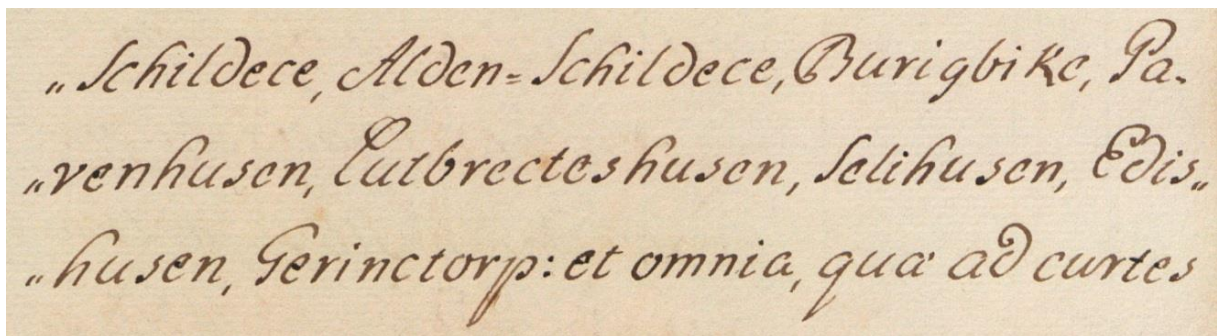 „Schildece, Alden=Schildece, Burigbike, Pa-
„venhusen, Lutbrecteshusen, Selihusen, Edis„
„husen, Gerinctorp: et omnia, quæ ad curtes